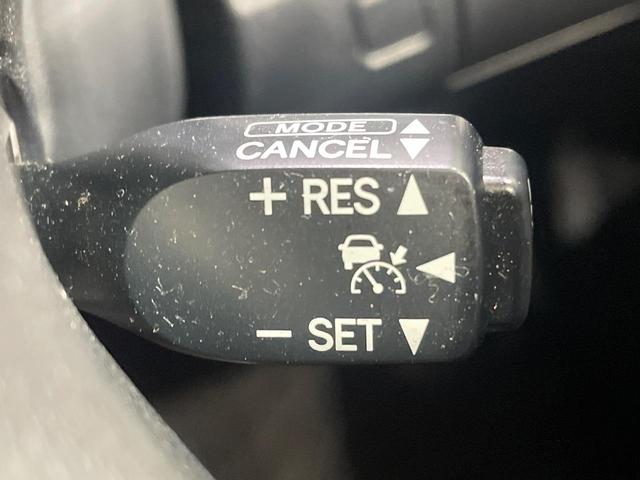 MODE
CANCEL
+ RES
- SET